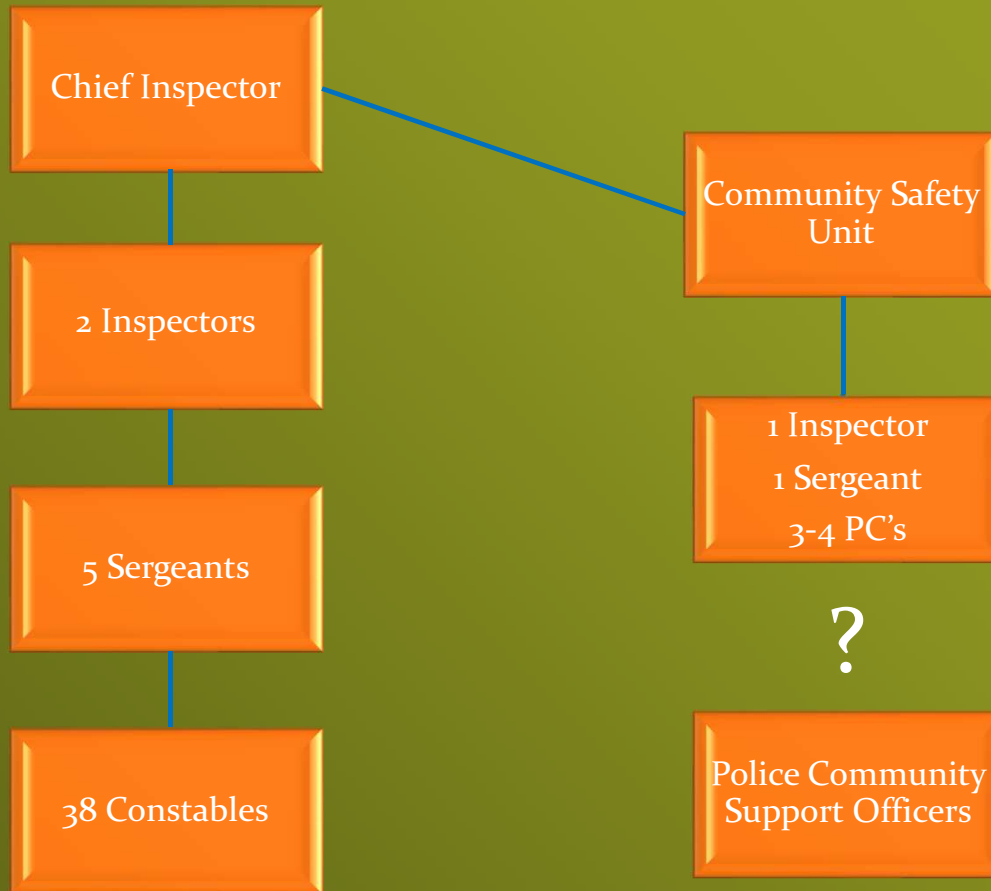 Chief Inspector
2 Inspectors
5 Sergeants
38 Constables
Community Safety
Unit
1 Inspector
1 Sergeant
3-4 PC’s
?
Police Community
Support Officers